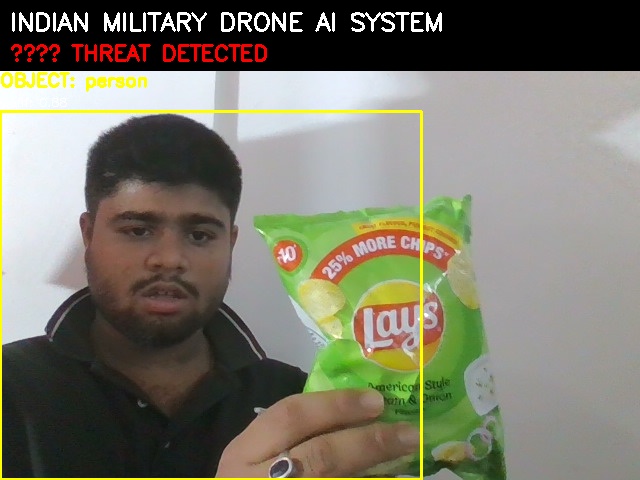 INDIAN MILITARY DRONE AI SYSTEM
???? THREAT DETECTED
OBJECT: person
₹10
25% MORE CHIPS*
Lay's
American Style
Cream & Onion